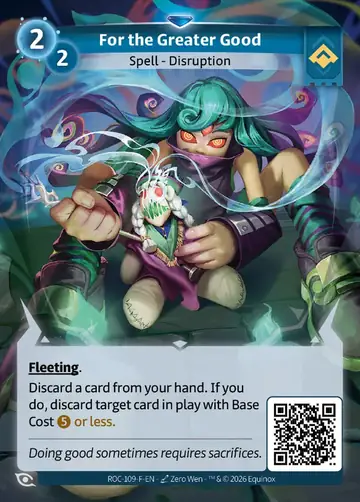 2
2
For the Greater Good
Spell - Disruption
Fleeting.
Discard a card from your hand. If you
do, discard target card in play with Base
Cost 5 or less.
Doing good sometimes requires sacrifices.
ROC-109-F-EN - Zero Wen - ™ & © 2026 Equinox